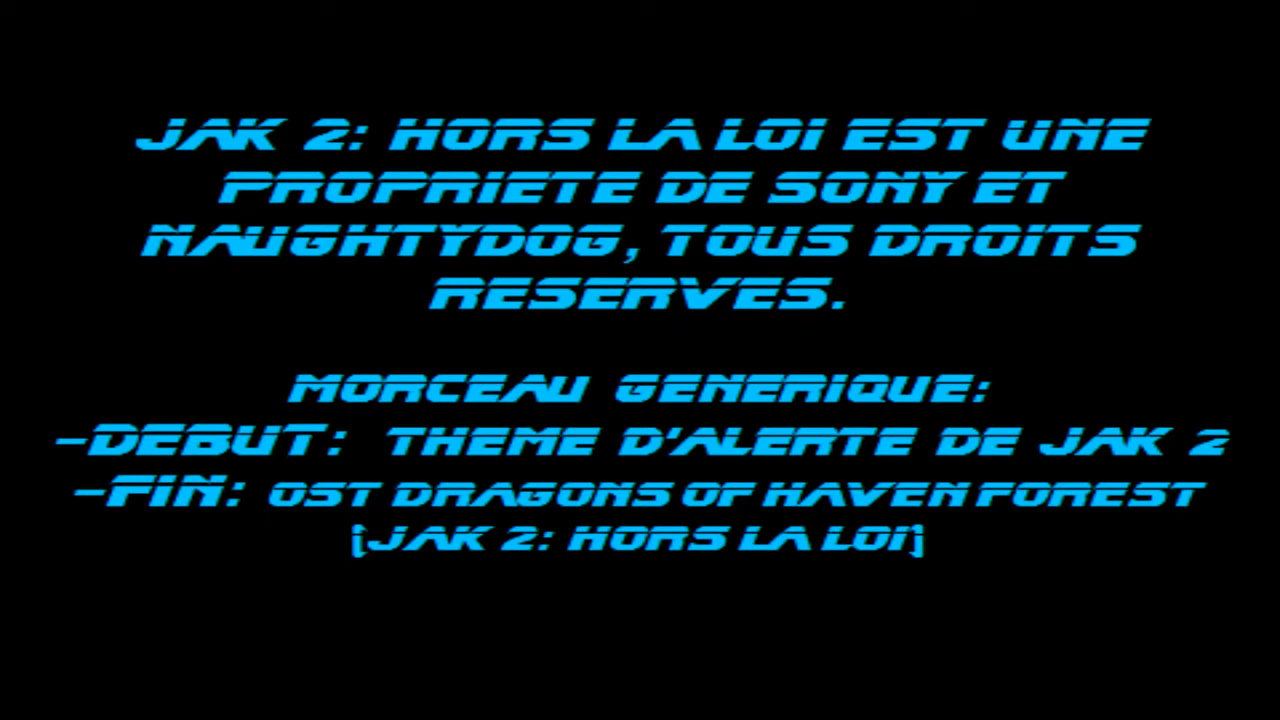 JAK 2: HORS LA LOI EST UNE
PROPRIETE DE SONY ET
NAUGHTYDOG, TOUS DROITS
RESERVES.
MORCEAU GENERIQUE:
-DEBUT: THEME D'ALERTE DE JAK 2
-FIN: OST DRAGONS OF HAVEN FOREST
[JAK 2: HORS LA LOI]